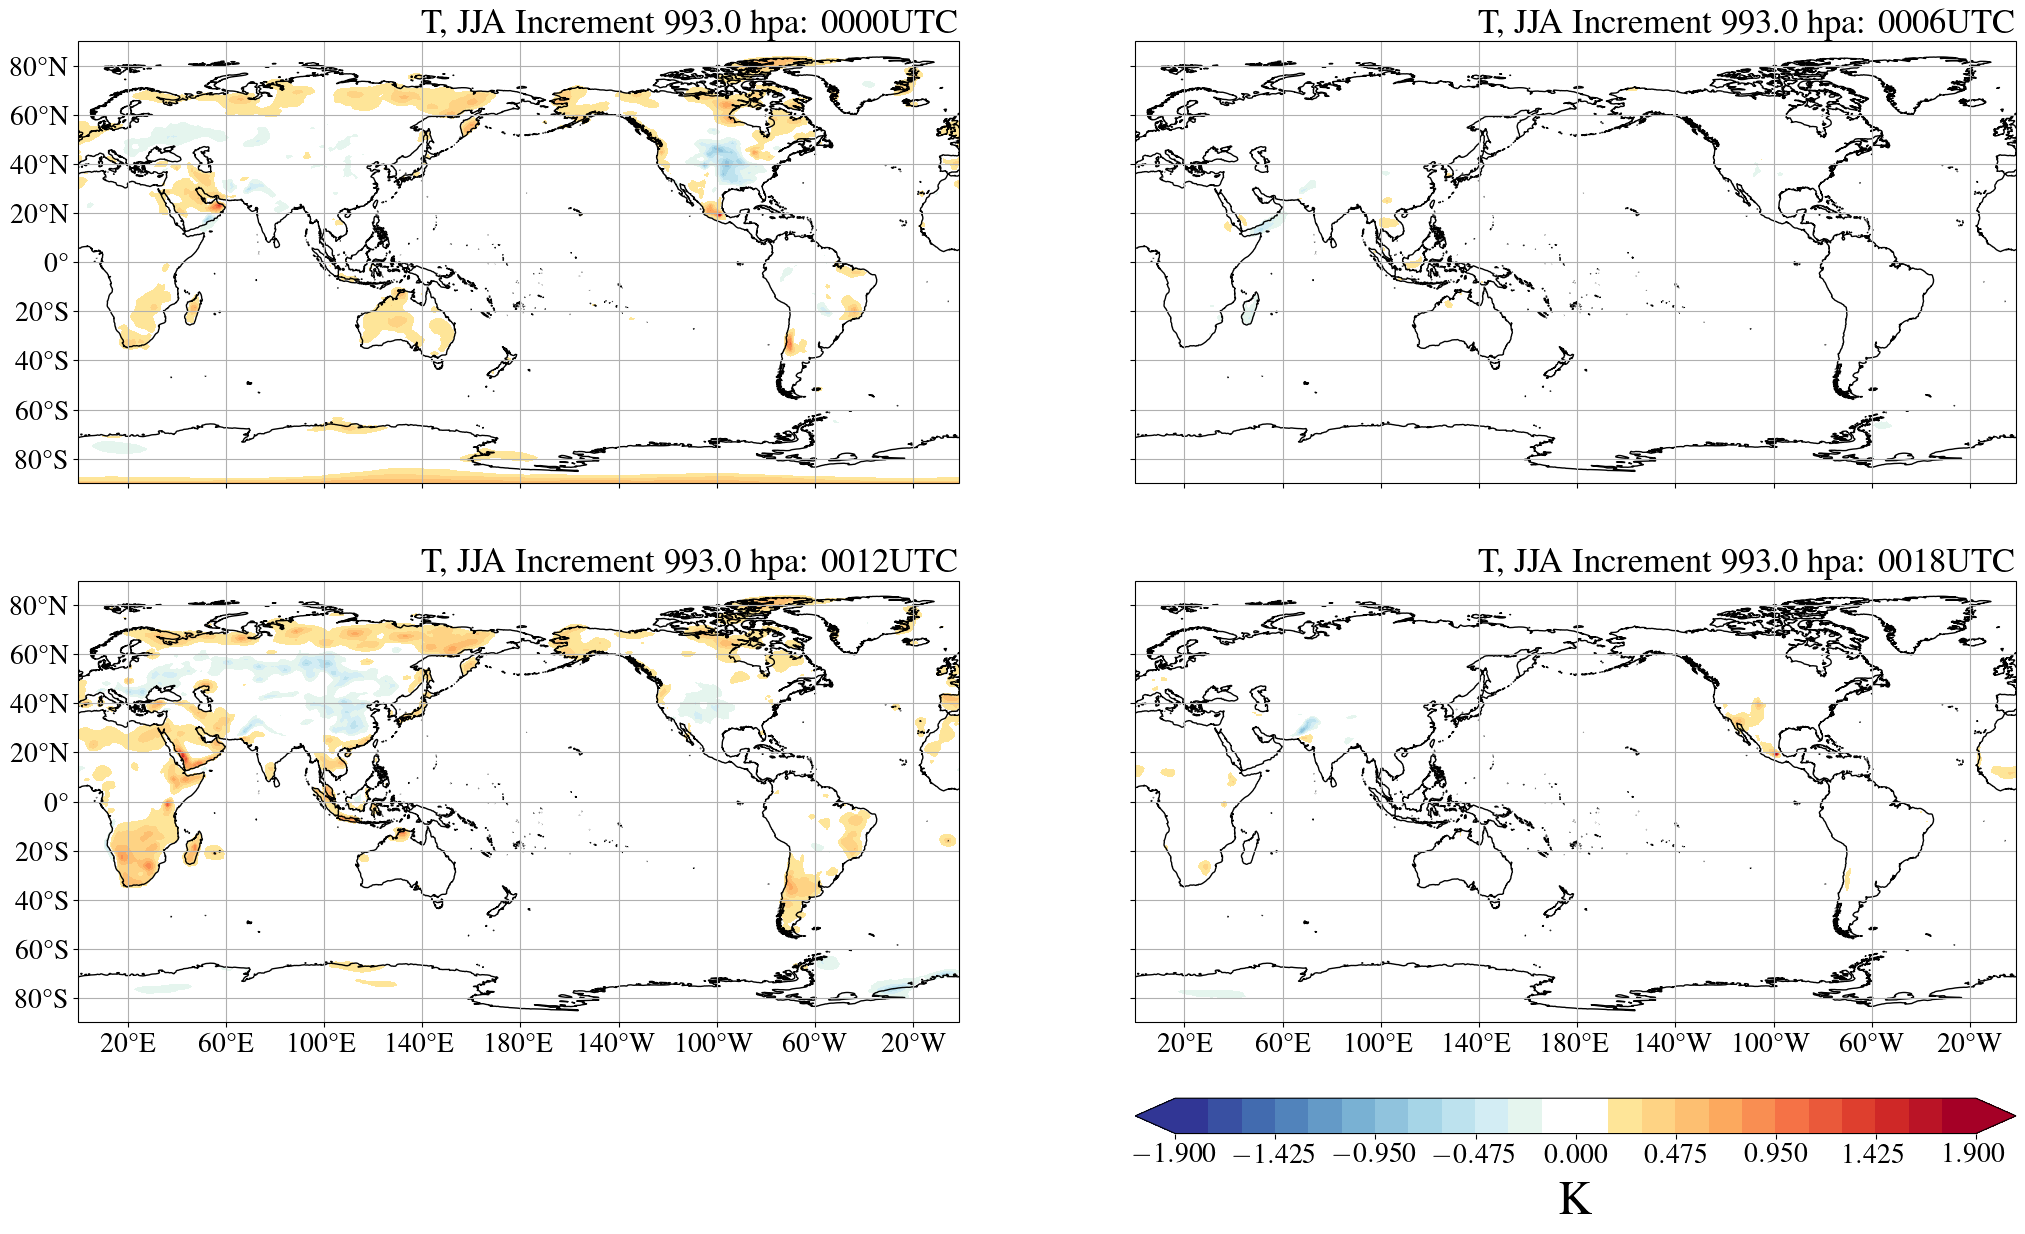 T, JJA Increment 993.0 hpa: 0000UTC
T, JJA Increment 993.0 hpa: 0006UTC
80°N
60°N
40°N
20°N
0°
20°S
40°S
60°S
80°S
T, JJA Increment 993.0 hpa: 0012UTC
T, JJA Increment 993.0 hpa: 0018UTC
80°N
60°N
40°N
20°N
0°
20°S
40°S
60°S
80°S
20°E 60°E 100°E 140°E 180°E 140°W 100°W 60°W 20°W
20°E 60°E 100°E 140°E 180°E 140°W 100°W 60°W 20°W
−1.900 −1.425 −0.950 −0.475 0.000 0.475 0.950 1.425 1.900
K